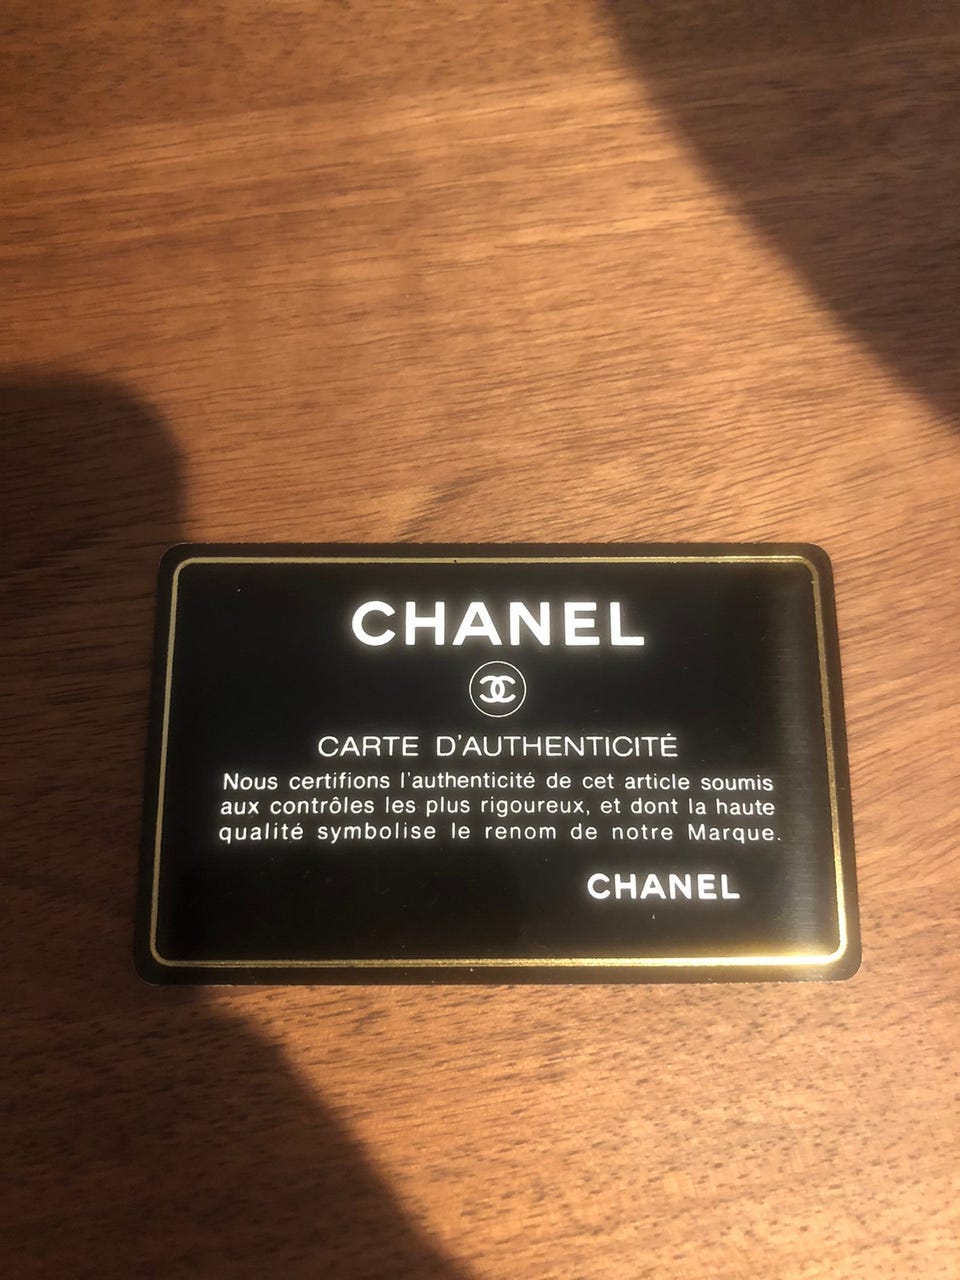 CHANEL
CARTE D'AUTHENTICITÉ
Nous certifions l'authenticité de cet article soumis
aux contrôles les plus rigoureux, et dont la haute
qualité symbolise le renom de notre Marque.
CHANEL